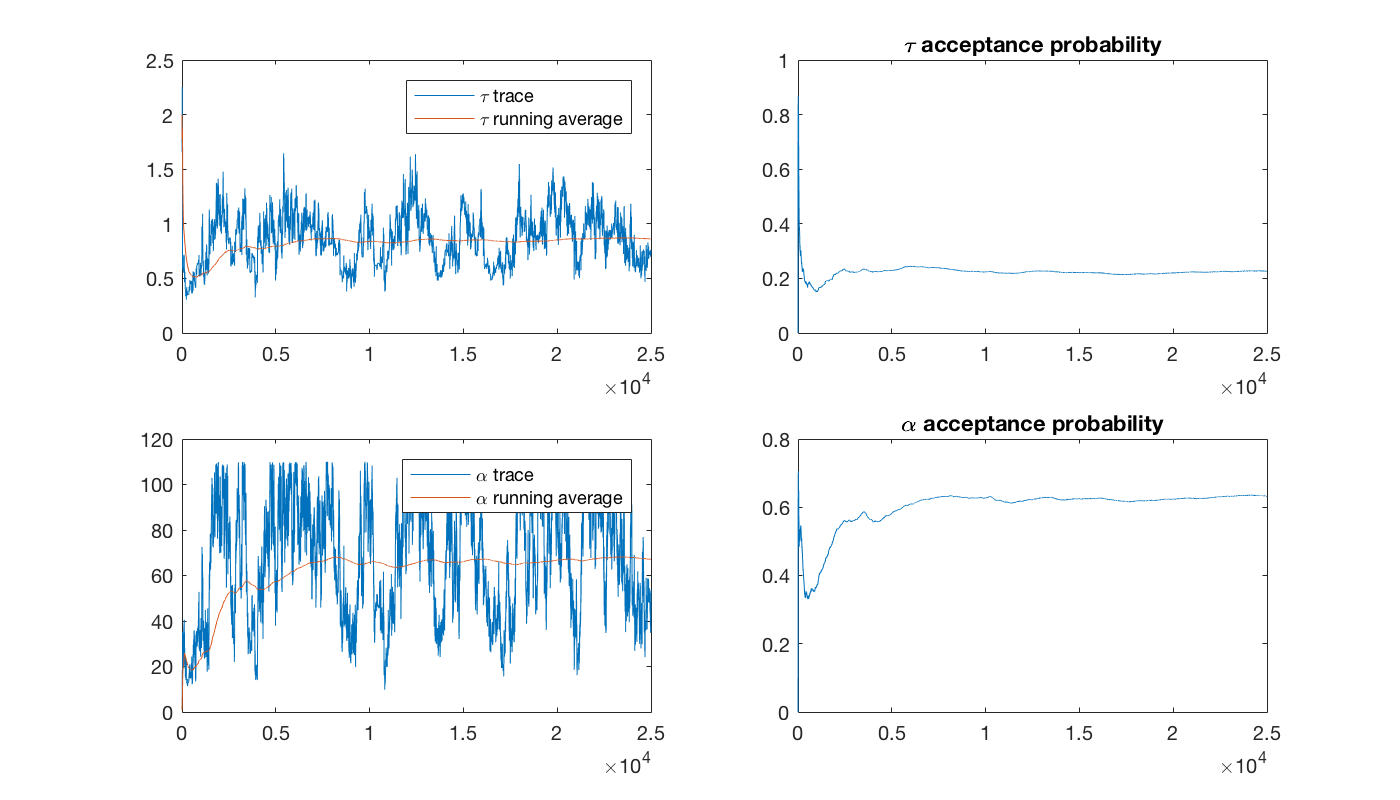 2.5
2
1.5
1
0.5
0
0 0.5 1 1.5 2 2.5
×10^4
τ trace
τ running average
τ acceptance probability
1
0.8
0.6
0.4
0.2
0
0 0.5 1 1.5 2 2.5
×10^4
120
100
80
60
40
20
0
0 0.5 1 1.5 2 2.5
×10^4
α trace
α running average
α acceptance probability
0.8
0.6
0.4
0.2
0
0 0.5 1 1.5 2 2.5
×10^4